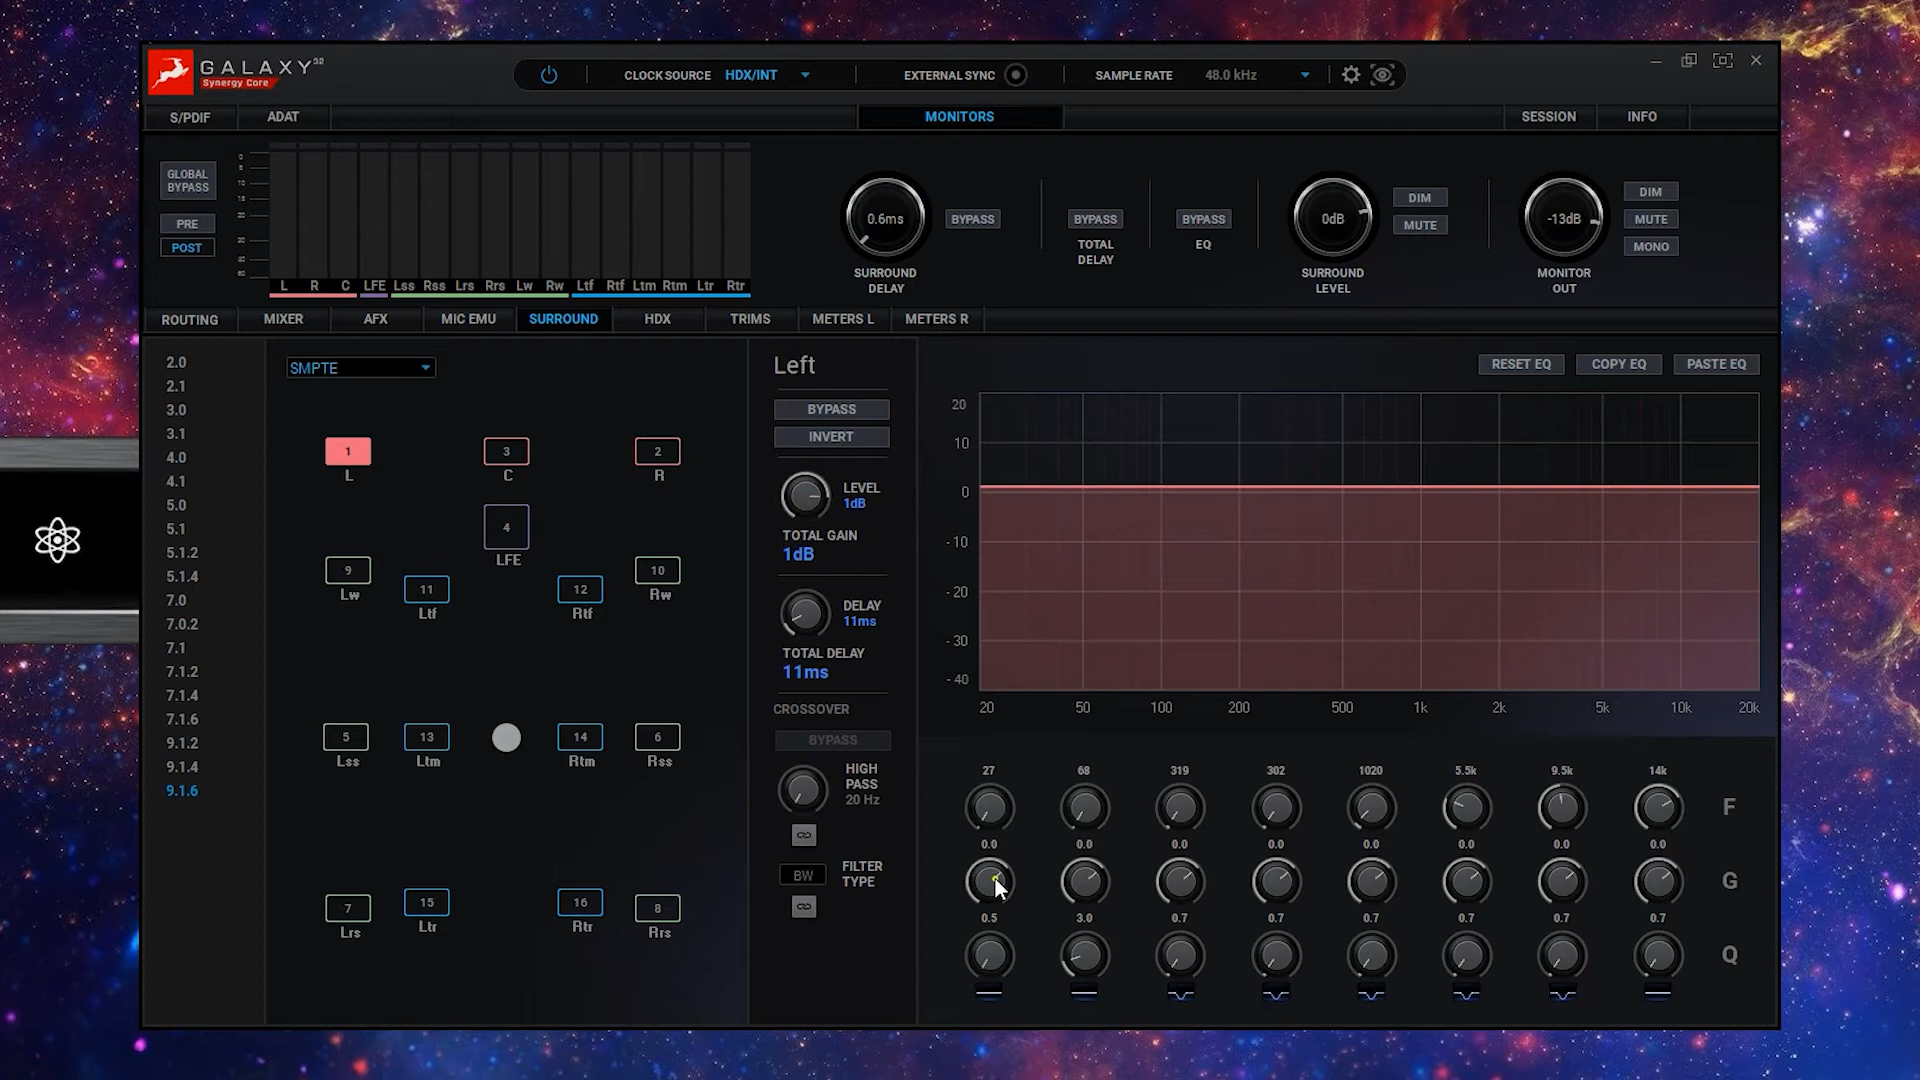 GALAXY 32
Synergy Core
CLOCK SOURCE HDX/INT
EXTERNAL SYNC
SAMPLE RATE 48.0 kHz
S/PDIF ADAT MONITORS SESSION INFO
GLOBAL
BYPASS
PRE
POST
0
5
10
15
20
30
40
60
L R C LFE Lss Rss Lrs Rrs Lw Rw Ltf Rtf Ltm Rtm Ltr Rtr
0.6ms
BYPASS
SURROUND
DELAY
BYPASS
TOTAL
DELAY
BYPASS
EQ
0dB
DIM
MUTE
SURROUND
LEVEL
-13dB
DIM
MUTE
MONO
MONITOR
OUT
ROUTING MIXER AFX MIC EMU SURROUND HDX TRIMS METERS L METERS R
2.0
2.1
3.0
3.1
4.0
4.1
5.0
5.1
5.1.2
5.1.4
7.0
7.0.2
7.1
7.1.2
7.1.4
7.1.6
9.1.2
9.1.4
9.1.6
SMPTE
1 3 2
L C R
4
LFE
9 10
Lw Rw
11 12
Ltf Rtf
5 13 14 6
Lss Ltm Rtm Rss
7 15 16 8
Lrs Ltr Rtr Rrs
Left
BYPASS
INVERT
LEVEL
1dB
TOTAL GAIN
1dB
DELAY
11ms
TOTAL DELAY
11ms
CROSSOVER
BYPASS
HIGH
PASS
20 Hz
BW
FILTER
TYPE
RESET EQ COPY EQ PASTE EQ
20
10
0
- 10
- 20
- 30
- 40
20 50 100 200 500 1k 2k 5k 10k 20k
27 68 319 302 1020 5.5k 9.5k 14k
F
0.0 0.0 0.0 0.0 0.0 0.0 0.0 0.0
G
0.5 3.0 0.7 0.7 0.7 0.7 0.7 0.7
Q